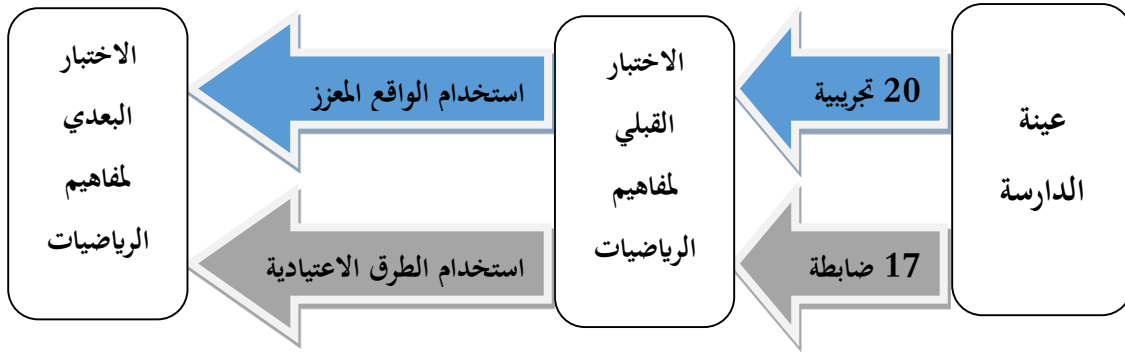 عينة
الدارسة
20 تجريبية
17 ضابطة
الاختبار
القبلي
لمفاهيم
الرياضيات
استخدام الواقع المعزز
استخدام الطرق الاعتيادية
الاختبار
البعدي
لمفاهيم
الرياضيات